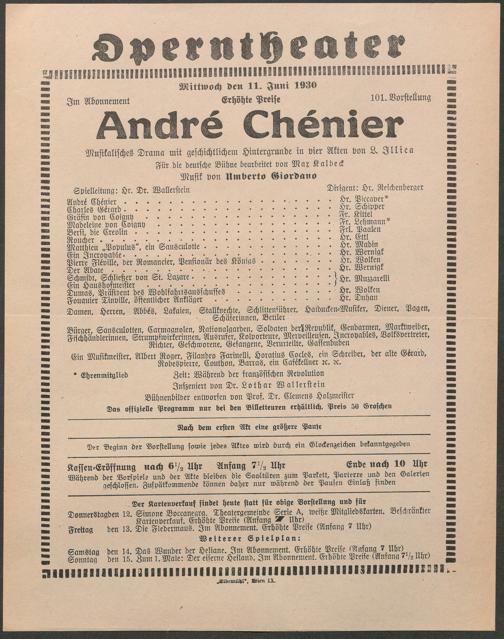 Operntheater
Mittwoch den 11. Juni 1930
Im Abonnement Erhöhte Preise 101. Vorstellung
André Chénier
Musikalisches Drama mit geschichtlichem Hintergrunde in vier Akten von L. Illica
Für die deutsche Bühne bearbeitet von Max Kalbeck
Musik von Umberto Giordano
Spielleitung: Hr. Dr. Wallerstein Dirigent: Hr. Reichenberger
André Chénier Hr. Piccaver*
Charles Gérard Hr. Schipper
Gräfin von Coigny Fr. Kittel
Madeleine von Coigny Fr. Lehmann*
Bersi, die Creolin Frl. Paalen
Roucher Hr. Ettl
Matthieu „Populus“, ein Sansculotte Hr. Madin
Ein Incroyable Hr. Wernigk
Pierre Fléville, der Romancier, Pensionär des Königs Hr. Wolken
Der Abate Hr. Wernigk
Schmidt, Schließer von St. Lazare
Ein Haushofmeister } Hr. Muzzarelli
Dumas, Präsident des Wohlfahrtsausschusses Hr. Wolken
Fouquier Tinville, öffentlicher Ankläger Hr. Duhan
Damen, Herren, Abbés, Lakaien, Stallknechte, Schlittenführer, Haiducken-Musiker, Diener, Pagen,
Schäferinnen, Bettler
Bürger, Sansculotten, Carmagnolen, Nationalgarden, Soldaten der Republik, Gendarmen, Marktweiber,
Fischhändlerinnen, Strumpfwirkerinnen, Ausrufer, Kolporteure, Merveilleusen, Incroyables, Volksvertreter,
Richter, Geschworene, Gefangene, Verurteilte, Gassenbuben
Ein Musikmeister, Albert Roger, Filandro Farinelli, Horatius Cocles, ein Schreiber, der alte Gérard,
Robespierre, Couthon, Barras, ein Cafékellner ꝛc. ꝛc.
* Ehrenmitglied Zeit: Während der französischen Revolution
Inszeniert von Dr. Lothar Wallerstein
Bühnenbilder entworfen von Prof. Dr. Clemens Holzmeister
Das offizielle Programm nur bei den Billetteuren erhältlich, Preis 50 Groschen
Nach dem ersten Akt eine größere Pause
Der Beginn der Vorstellung sowie jedes Aktes wird durch ein Glockenzeichen bekanntgegeben
Kassen-Eröffnung nach 6½ Uhr Anfang 7½ Uhr Ende nach 10 Uhr
Während der Vorspiele und der Akte bleiben die Saaltüren zum Parkett, Parterre und den Galerien
geschlossen. Zuspätkommende können daher nur während der Pausen Einlaß finden
Der Kartenverkauf findet heute statt für obige Vorstellung und für
Donnerstag den 12. Simone Boccanegra. Theatergemeinde Serie A, weiße Mitgliedskarten. Beschränkter
Kartenverkauf. Erhöhte Preise (Anfang 7 Uhr)
Freitag den 13. Die Fledermaus. Im Abonnement. Erhöhte Preise (Anfang 7 Uhr)
Weiterer Spielplan:
Samstag den 14. Das Wunder der Heliane. Im Abonnement. Erhöhte Preise (Anfang 7 Uhr)
Sonntag den 15. Zum 1. Male: Der eiserne Heiland. Im Abonnement. Erhöhte Preise (Anfang 7½ Uhr)
„Elbemühl“, Wien IX.